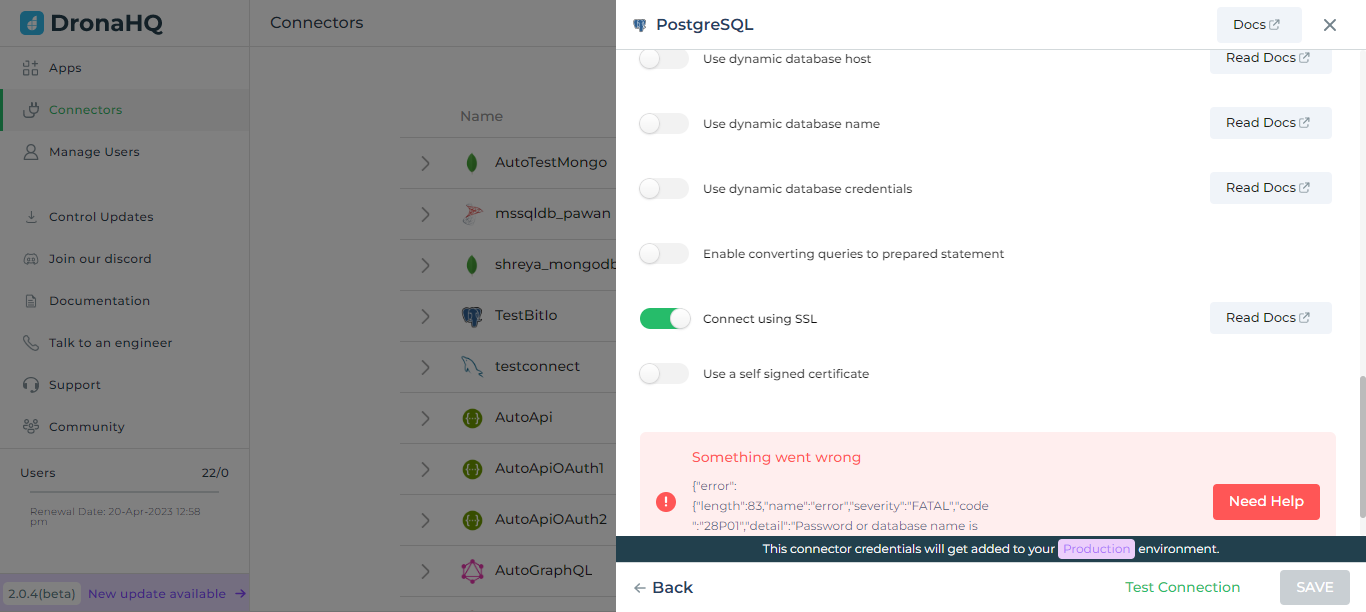 DronaHQ
Apps
Connectors
Manage Users
Control Updates
Join our discord
Documentation
Talk to an engineer
Support
Community
Users 22/0
Renewal Date: 20-Apr-2023 12:58
pm
2.0.4(beta) New update available
Connectors
Name
AutoTestMongo
mssqldb_pawan
shreya_mongodb
TestBitIo
testconnect
AutoApi
AutoApiOAuth1
AutoApiOAuth2
AutoGraphQL
PostgreSQL
Docs
Use dynamic database host Read Docs
Use dynamic database name Read Docs
Use dynamic database credentials Read Docs
Enable converting queries to prepared statement
Connect using SSL Read Docs
Use a self signed certificate
Something went wrong
{"error":
{"length":83,"name":"error","severity":"FATAL","code
":"28P01","detail":"Password or database name is
Need Help
This connector credentials will get added to your Production environment.
Back
Test Connection
SAVE